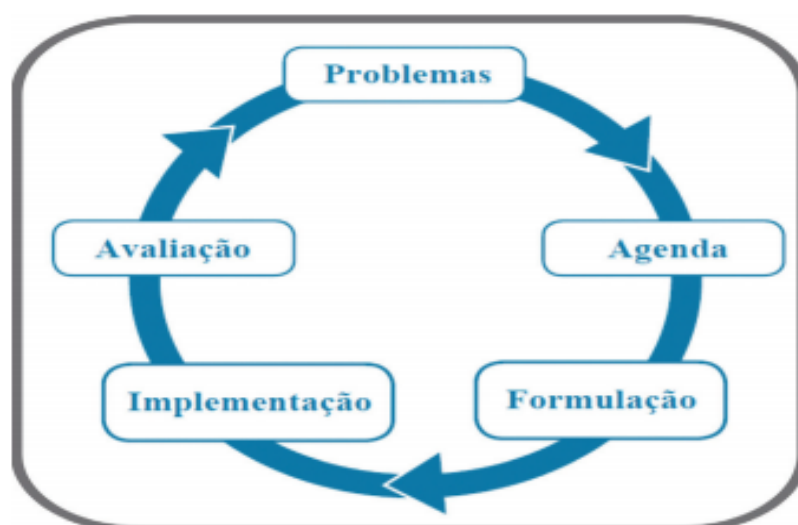 Problemas
Avaliação
Agenda
Implementação
Formulação